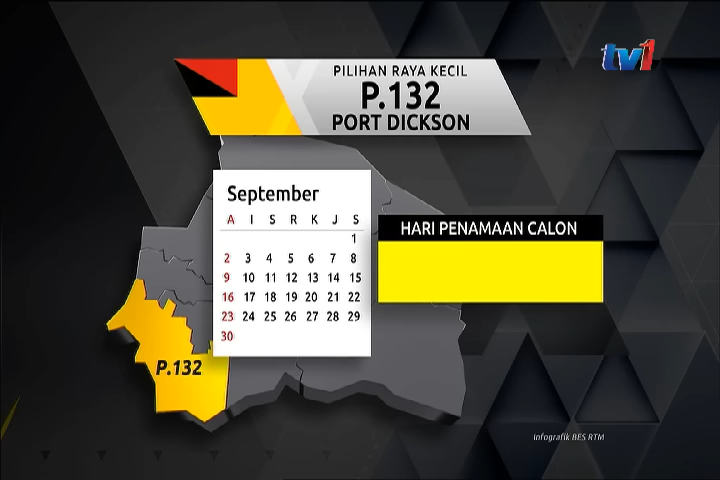 tv1
PILIHAN RAYA KECIL
P.132
PORT DICKSON
September
A I S R K J S
1
2 3 4 5 6 7 8
9 10 11 12 13 14 15
16 17 18 19 20 21 22
23 24 25 26 27 28 29
30
HARI PENAMAAN CALON
P.132
Infografik BES RTM